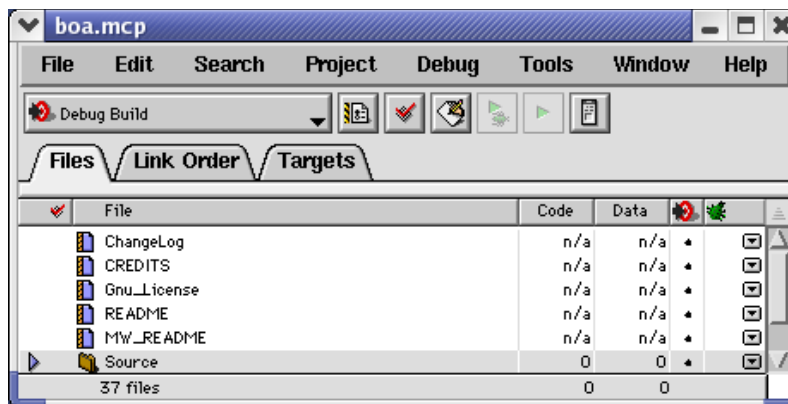 boa.mcp
File Edit Search Project Debug Tools Window Help
Debug Build
Files Link Order Targets
File Code Data
ChangeLog n/a n/a
CREDITS n/a n/a
Gnu_License n/a n/a
README n/a n/a
MW_README n/a n/a
Source 0 0
37 files 0 0